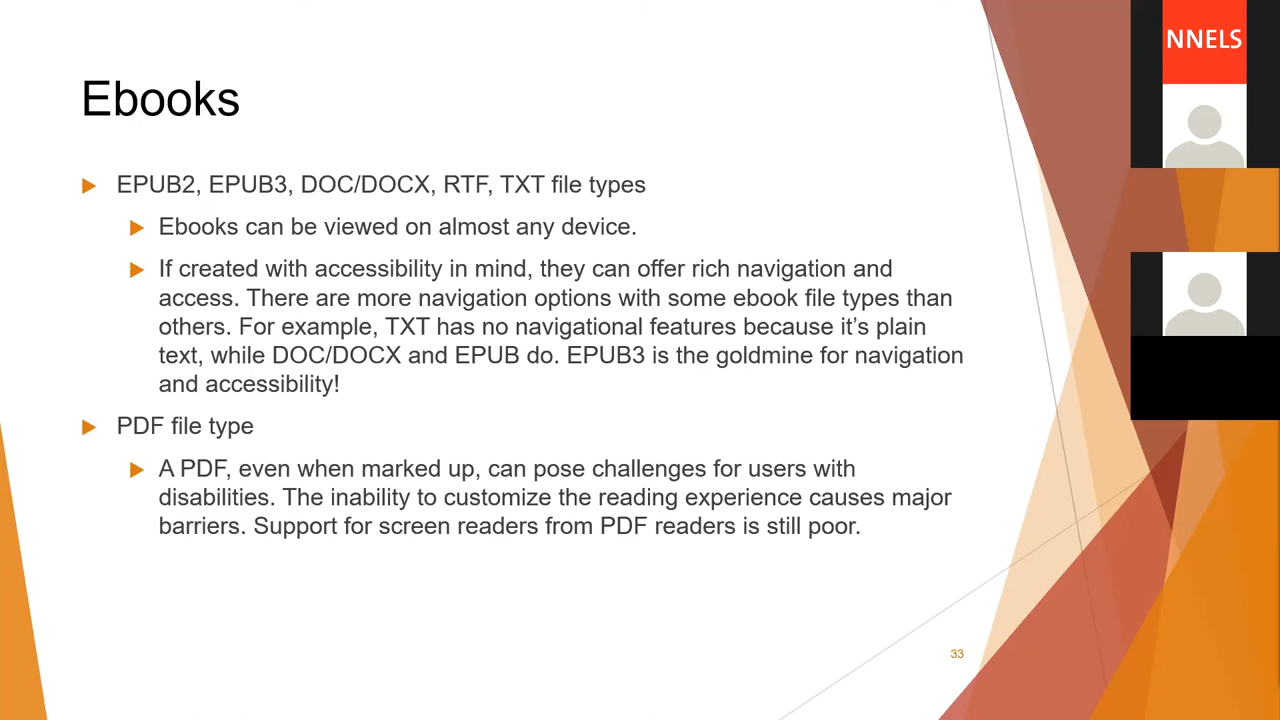 Ebooks
EPUB2, EPUB3, DOC/DOCX, RTF, TXT file types
Ebooks can be viewed on almost any device.
If created with accessibility in mind, they can offer rich navigation and
access. There are more navigation options with some ebook file types than
others. For example, TXT has no navigational features because it’s plain
text, while DOC/DOCX and EPUB do. EPUB3 is the goldmine for navigation
and accessibility!
PDF file type
A PDF, even when marked up, can pose challenges for users with
disabilities. The inability to customize the reading experience causes major
barriers. Support for screen readers from PDF readers is still poor.
33
NNELS